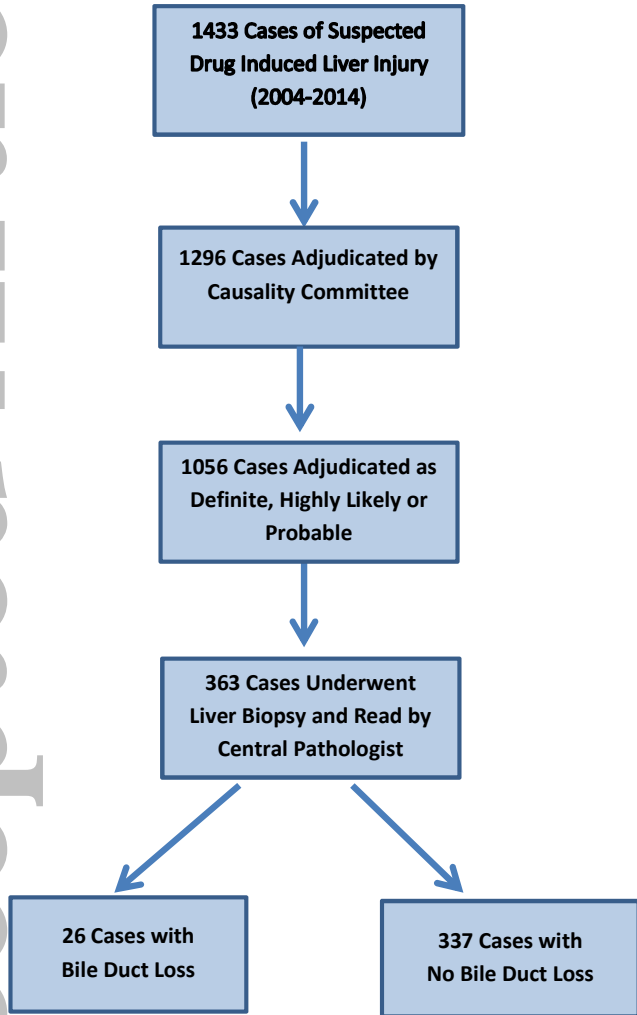 1433 Cases of Suspected
Drug Induced Liver Injury
(2004-2014)
1296 Cases Adjudicated by
Causality Committee
1056 Cases Adjudicated as
Definite, Highly Likely or
Probable
363 Cases Underwent
Liver Biopsy and Read by
Central Pathologist
26 Cases with
Bile Duct Loss
337 Cases with
No Bile Duct Loss